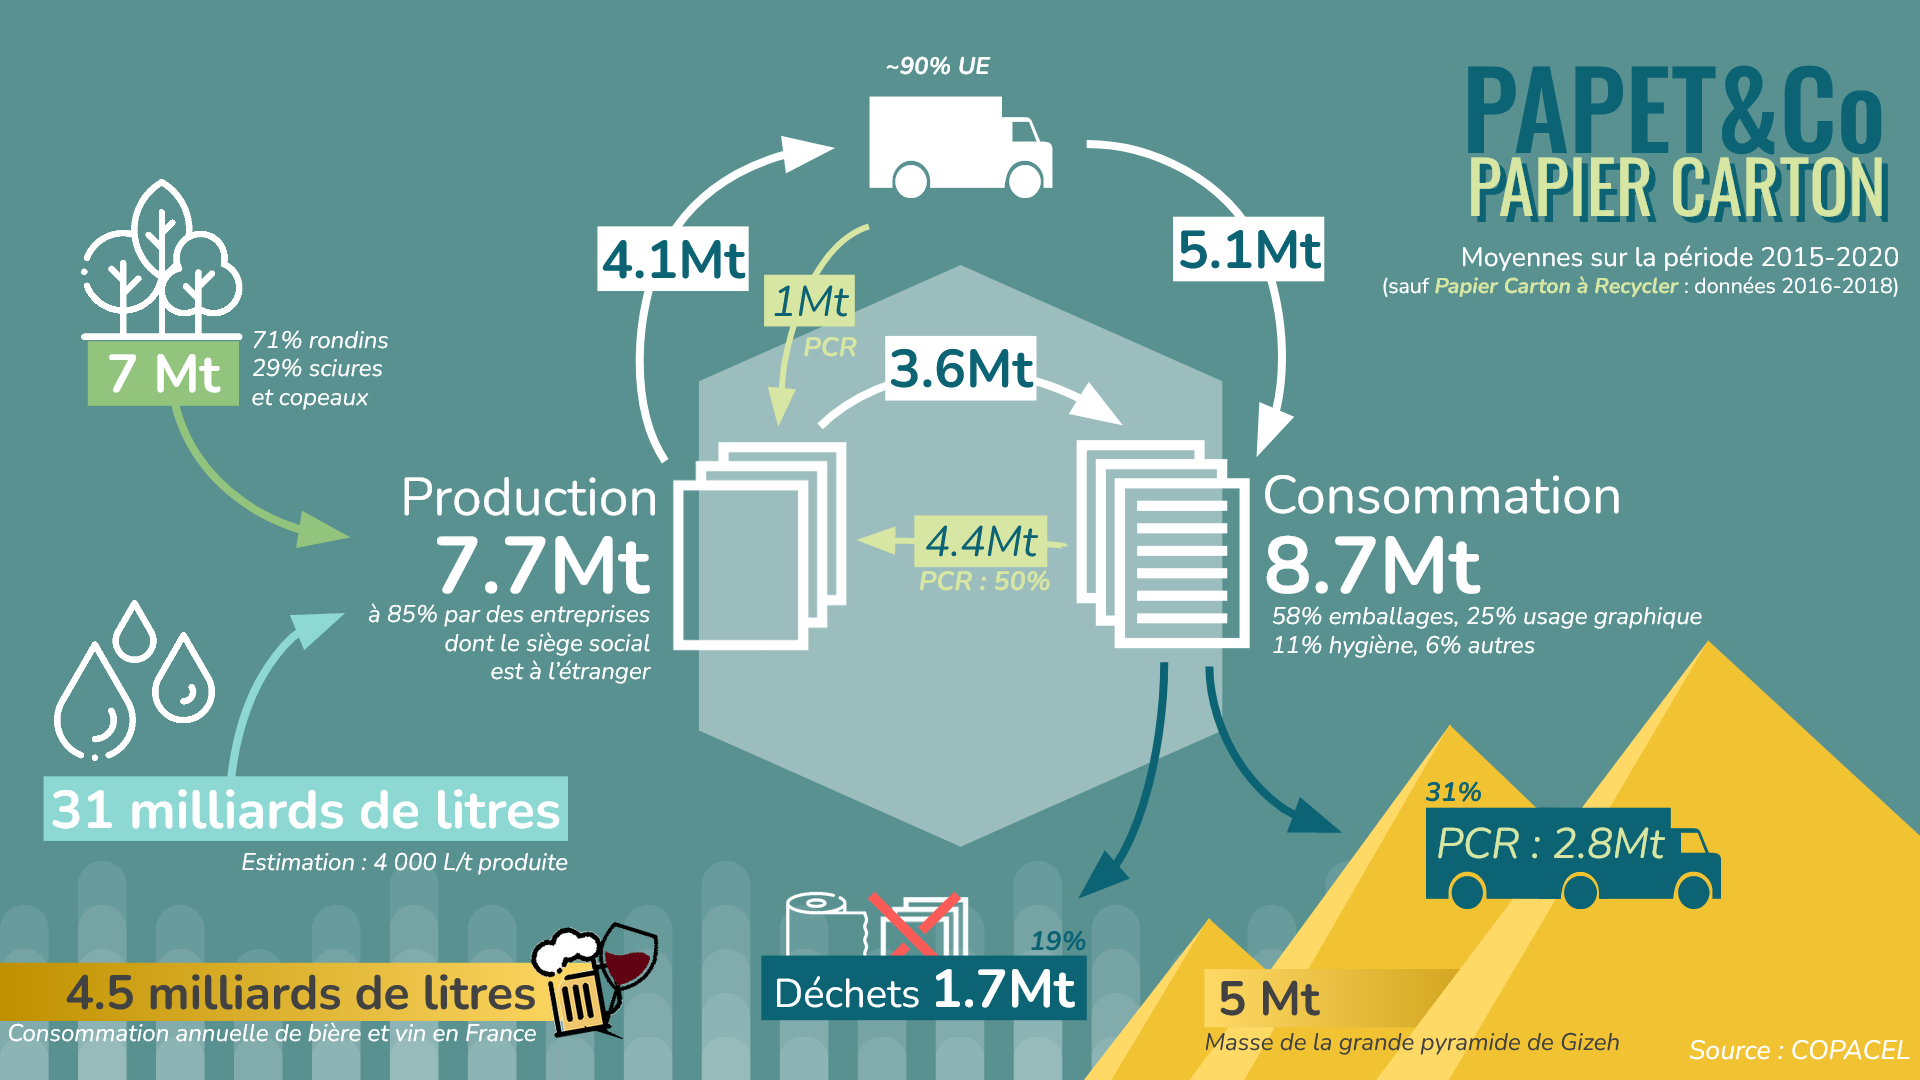 PAPET&Co
PAPIER CARTON
Moyennes sur la période 2015-2020
(sauf Papier Carton à Recycler : données 2016-2018)
~90% UE
4.1Mt
5.1Mt
1Mt
PCR
3.6Mt
7 Mt
71% rondins
29% sciures
et copeaux
Production
7.7Mt
à 85% par des entreprises
dont le siège social
est à l'étranger
4.4Mt
PCR : 50%
Consommation
8.7Mt
58% emballages, 25% usage graphique
11% hygiène, 6% autres
31 milliards de litres
Estimation : 4 000 L/t produite
4.5 milliards de litres
Consommation annuelle de bière et vin en France
19%
Déchets 1.7Mt
31%
PCR : 2.8Mt
5 Mt
Masse de la grande pyramide de Gizeh
Source : COPACEL